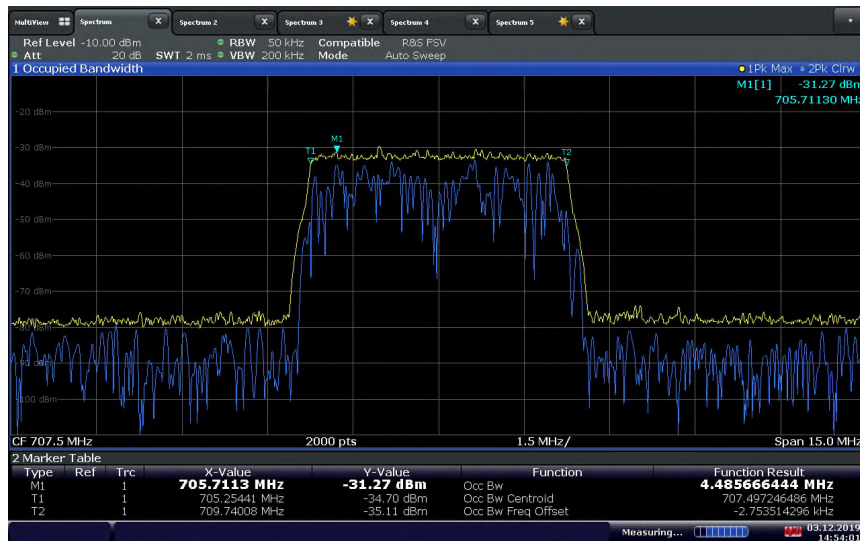 MultiView Spectrum X Spectrum 2 X Spectrum 3 X Spectrum 4 X Spectrum 5 X
Ref Level -10.00 dBm RBW 50 kHz Compatible R&S FSV
Att 20 dB SWT 2 ms VBW 200 kHz Mode Auto Sweep
1 Occupied Bandwidth 1Pk Max 2Pk Clrw
M1[1] -31.27 dBm
705.71130 MHz
-20 dBm
M1
-30 dBm
T1 T2
-40 dBm
-50 dBm
-60 dBm
-70 dBm
-80 dBm
-90 dBm
-100 dBm
CF 707.5 MHz 2000 pts 1.5 MHz/ Span 15.0 MHz
2 Marker Table
Type Ref Trc X-Value Y-Value Function Function Result
M1 1 705.7113 MHz -31.27 dBm Occ Bw 4.485666444 MHz
T1 1 705.25441 MHz -34.70 dBm Occ Bw Centroid 707.497246486 MHz
T2 1 709.74008 MHz -35.11 dBm Occ Bw Freq Offset -2.753514296 kHz
Measuring... 03.12.2019
14:54:01